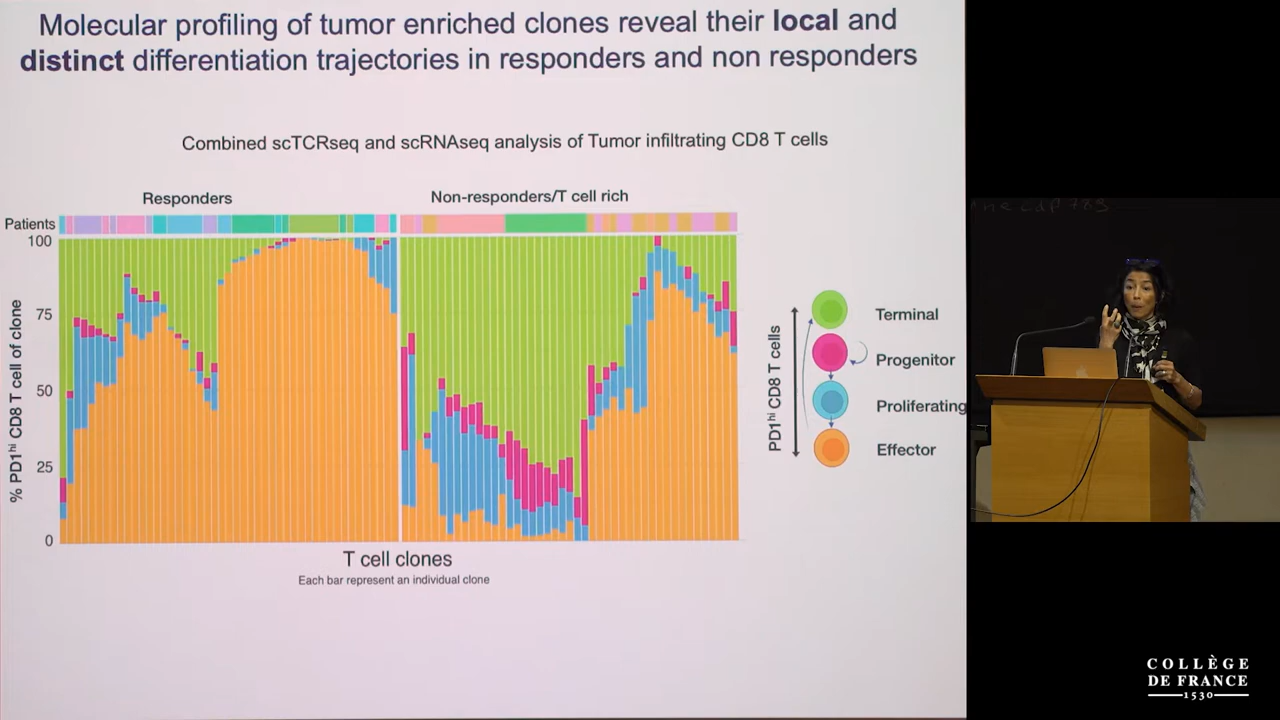 Molecular profiling of tumor enriched clones reveal their local and
distinct differentiation trajectories in responders and non responders
Combined scTCRseq and scRNAseq analysis of Tumor infiltrating CD8 T cells
Responders
Non-responders/T cell rich
Patients
100
75
50
25
0
% PD1hi CD8 T cell of clone
T cell clones
Each bar represent an individual clone
PD1hi CD8 T cells
Terminal
Progenitor
Proliferating
Effector
COLLÈGE
DE FRANCE
1530